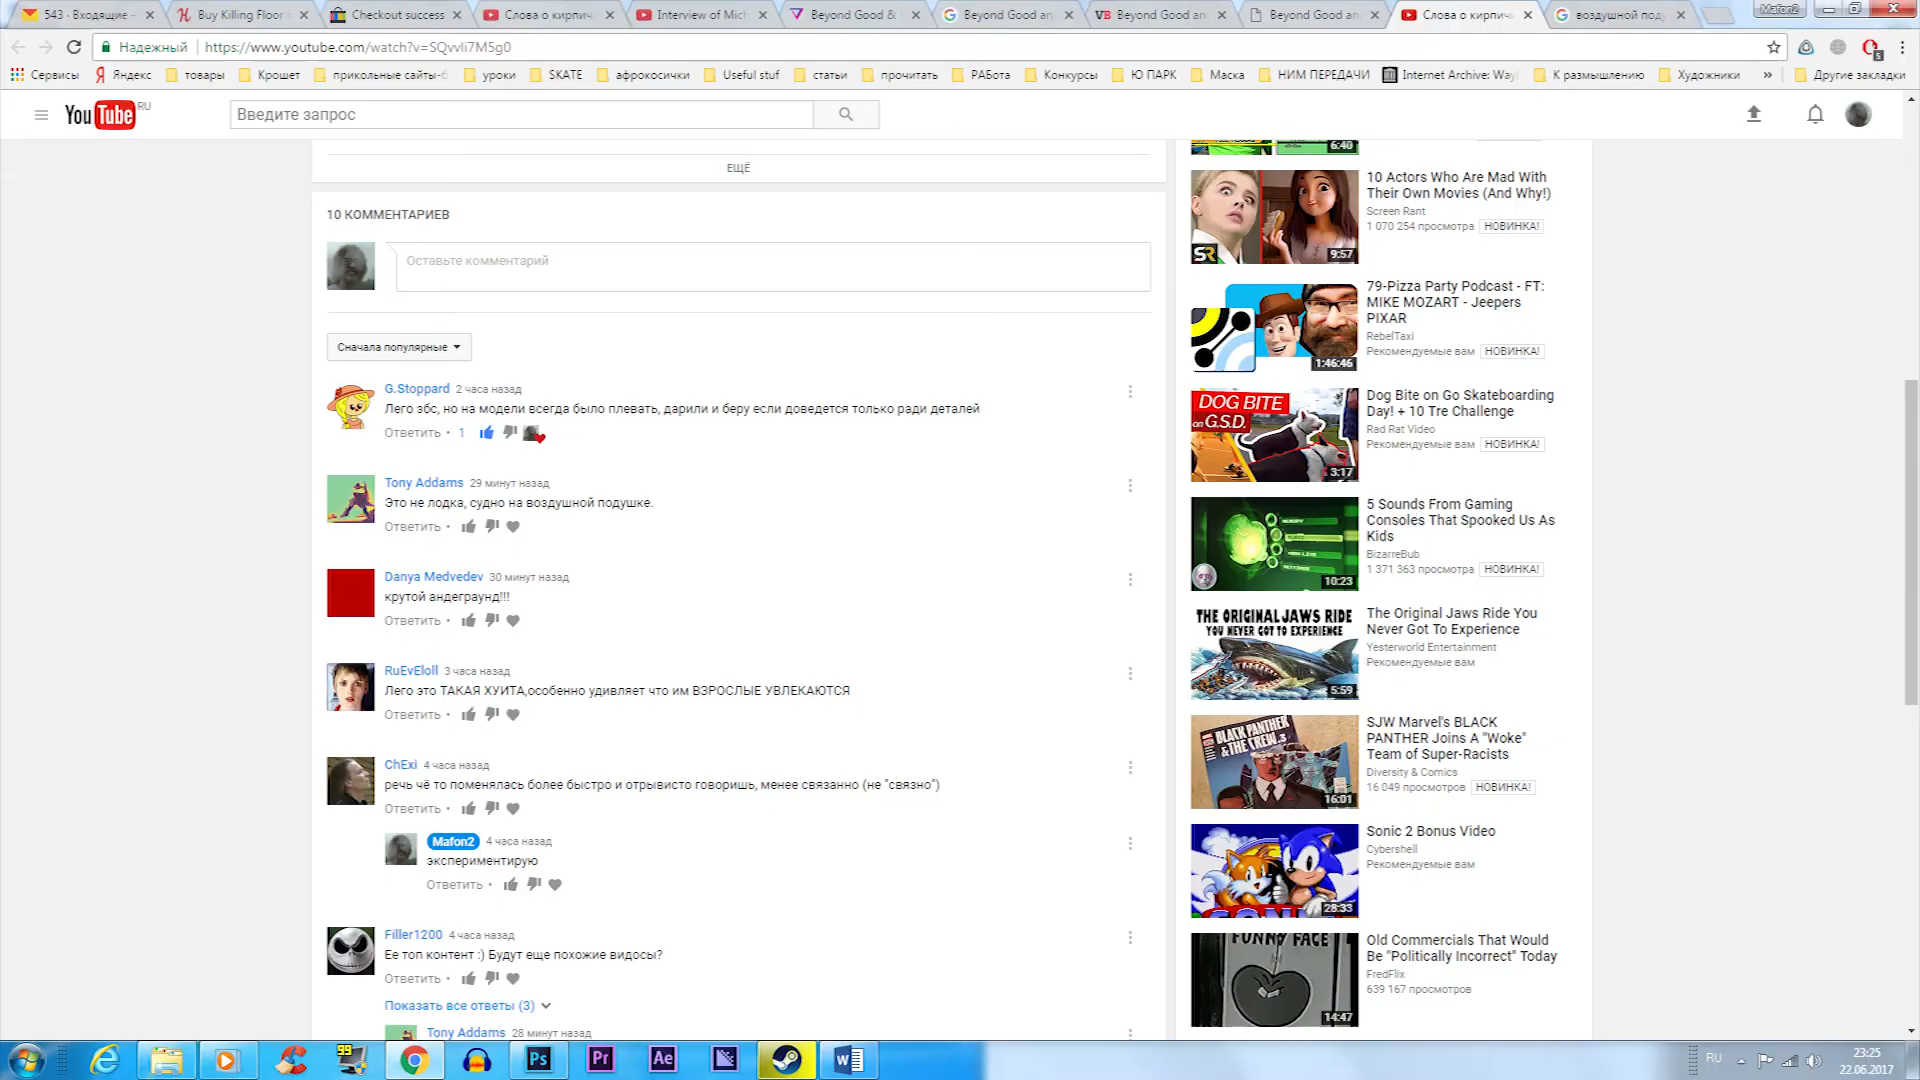 543 - Входящие -
Buy Killing Floor
Checkout success
Слова о кирпич
Interview of Mich
Beyond Good &
Beyond Good an
Beyond Good an
Beyond Good an
Слова о кирпич
воздушной под
Mafon2
Надежный
https://www.youtube.com/watch?v=SQvvli7M5g0
Сервисы
Яндекс
товары
Крошет
прикольные сайты-б
уроки
SKATE
афрокосички
Useful stuf
статьи
прочитать
РАБота
Конкурсы
Ю ПАРК
Маска
НИМ ПЕРЕДАЧИ
Internet Archive: Way
К размышлению
Художники
»
Другие закладки
YouTube RU
Введите запрос
ЕЩЁ
10 КОММЕНТАРИЕВ
Оставьте комментарий
Сначала популярные
G.Stoppard 2 часа назад
Лего збс, но на модели всегда было плевать, дарили и беру если доведется только ради деталей
Ответить • 1
Tony Addams 29 минут назад
Это не лодка, судно на воздушной подушке.
Ответить •
Danya Medvedev 30 минут назад
крутой андеграунд!!!
Ответить •
RuEvEloll 3 часа назад
Лего это ТАКАЯ ХУИТА,особенно удивляет что им ВЗРОСЛЫЕ УВЛЕКАЮТСЯ
Ответить •
ChExi 4 часа назад
речь чё то поменялась более быстро и отрывисто говоришь, менее связанно (не "связно")
Ответить •
Mafon2 4 часа назад
экспериментирую
Ответить •
Filler1200 4 часа назад
Ее топ контент :) Будут еще похожие видосы?
Ответить •
Показать все ответы (3)
Tony Addams 28 минут назад
6:40
10 Actors Who Are Mad With
Their Own Movies (And Why!)
Screen Rant
1 070 254 просмотра НОВИНКА!
SR
9:57
79-Pizza Party Podcast - FT:
MIKE MOZART - Jeepers
PIXAR
RebelTaxi
Рекомендуемые вам НОВИНКА!
1:46:46
DOG BITE
on G.S.D.
3:17
Dog Bite on Go Skateboarding
Day! + 10 Tre Challenge
Rad Rat Video
Рекомендуемые вам НОВИНКА!
10:23
5 Sounds From Gaming
Consoles That Spooked Us As
Kids
BizarreBub
1 371 363 просмотра НОВИНКА!
THE ORIGINAL JAWS RIDE
YOU NEVER GOT TO EXPERIENCE
5:59
The Original Jaws Ride You
Never Got To Experience
Yesterworld Entertainment
Рекомендуемые вам
BLACK PANTHER
& THE CREW
16:01
SJW Marvel's BLACK
PANTHER Joins A "Woke"
Team of Super-Racists
Diversity & Comics
16 049 просмотров НОВИНКА!
28:33
Sonic 2 Bonus Video
Cybershell
Рекомендуемые вам
FUNNY FACE
14:47
Old Commercials That Would
Be "Politically Incorrect" Today
FredFlix
639 167 просмотров
99
Ps
Pr
Ae
RU
23:25
22.06.2017